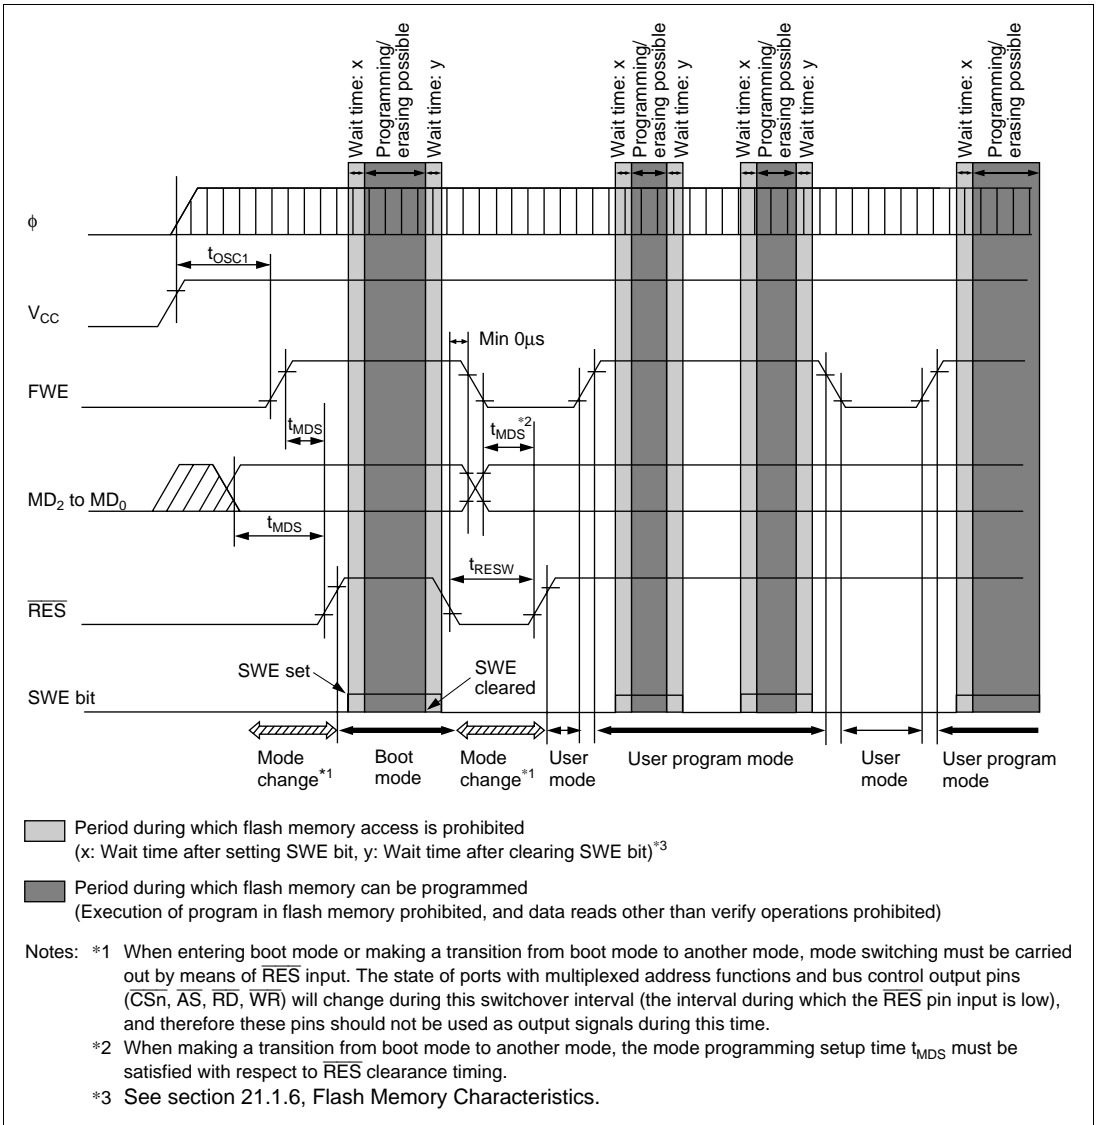 Wait time: x
Programming/
erasing possible
Wait time: y
Wait time: x
Programming/
erasing possible
Wait time: y
Wait time: x
Programming/
erasing possible
Wait time: y
Wait time: x
Programming/
erasing possible
ϕ
tOSC1
VCC
Min 0μs
FWE
tMDS
tMDS*2
MD2 to MD0
tMDS
tRESW
RES
SWE set
SWE
cleared
SWE bit
Mode
change*1
Boot
mode
Mode
change*1
User
mode
User program mode
User
mode
User program
mode
Period during which flash memory access is prohibited
(x: Wait time after setting SWE bit, y: Wait time after clearing SWE bit)*3
Period during which flash memory can be programmed
(Execution of program in flash memory prohibited, and data reads other than verify operations prohibited)
Notes: *1 When entering boot mode or making a transition from boot mode to another mode, mode switching must be carried
out by means of RES input. The state of ports with multiplexed address functions and bus control output pins
(CSn, AS, RD, WR) will change during this switchover interval (the interval during which the RES pin input is low),
and therefore these pins should not be used as output signals during this time.
*2 When making a transition from boot mode to another mode, the mode programming setup time tMDS must be
satisfied with respect to RES clearance timing.
*3 See section 21.1.6, Flash Memory Characteristics.